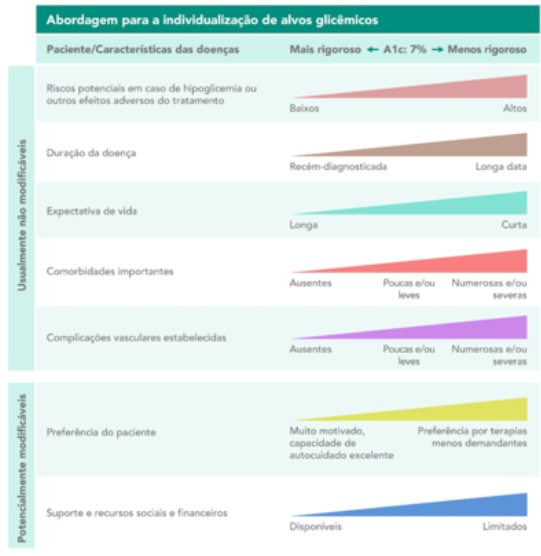 Abordagem para a individualização de alvos glicêmicos
Paciente/Características das doenças
Mais rigoroso ← A1c: 7% → Menos rigoroso
Usualmente não modificáveis
Riscos potenciais em caso de hipoglicemia ou
outros efeitos adversos do tratamento
Baixos
Altos
Duração da doença
Recém-diagnosticada
Longa data
Expectativa de vida
Longa
Curta
Comorbidades importantes
Ausentes
Poucas e/ou
leves
Numerosas e/ou
severas
Complicações vasculares estabelecidas
Ausentes
Poucas e/ou
leves
Numerosas e/ou
severas
Potencialmente modificáveis
Preferência do paciente
Muito motivado,
capacidade de
autocuidado excelente
Preferência por terapias
menos demandantes
Suporte e recursos sociais e financeiros
Disponíveis
Limitados